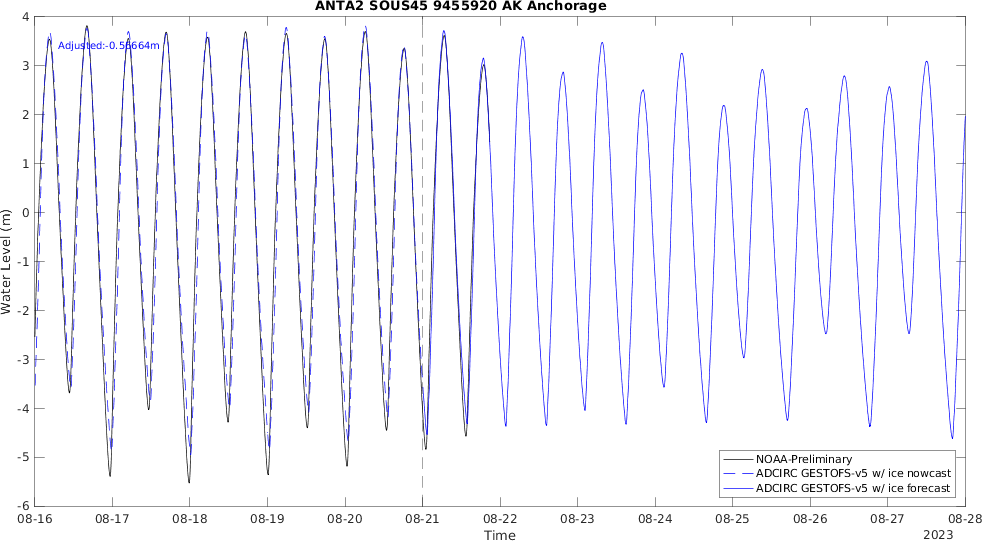 ANTA2 SOUS45 9455920 AK Anchorage
Adjusted:-0.56664m
Water Level (m)
4
3
2
1
0
-1
-2
-3
-4
-5
-6
NOAA-Preliminary
ADCIRC GESTOFS-v5 w/ ice nowcast
ADCIRC GESTOFS-v5 w/ ice forecast
08-16 08-17 08-18 08-19 08-20 08-21 08-22 08-23 08-24 08-25 08-26 08-27 08-28
Time
2023